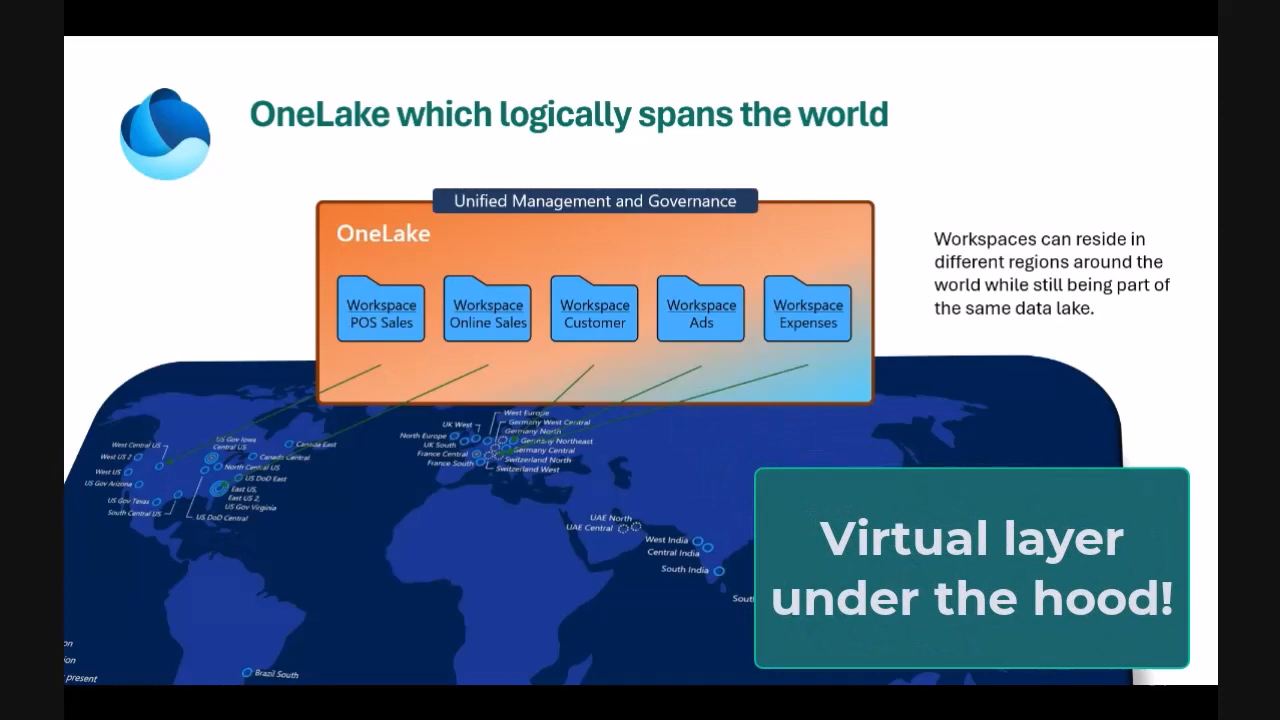 OneLake which logically spans the world
Unified Management and Governance
OneLake
Workspace
POS Sales
Workspace
Online Sales
Workspace
Customer
Workspace
Ads
Workspace
Expenses
Workspaces can reside in
different regions around the
world while still being part of
the same data lake.
West Central US
West US 2
West US
US Gov Arizona
US Gov Texas
South Central US
US Gov Iowa
Central US
Canada East
Canada Central
North Central US
US DoD East
East US,
East US 2,
US Gov Virginia
US DoD Central
UK West
North Europe
UK South
France Central
France South
West Europe
Germany West Central
Germany North
Germany Northeast
Germany Central
Switzerland North
Switzerland West
UAE North
UAE Central
West India
Central India
South India
Brazil South
present
Virtual layer
under the hood!